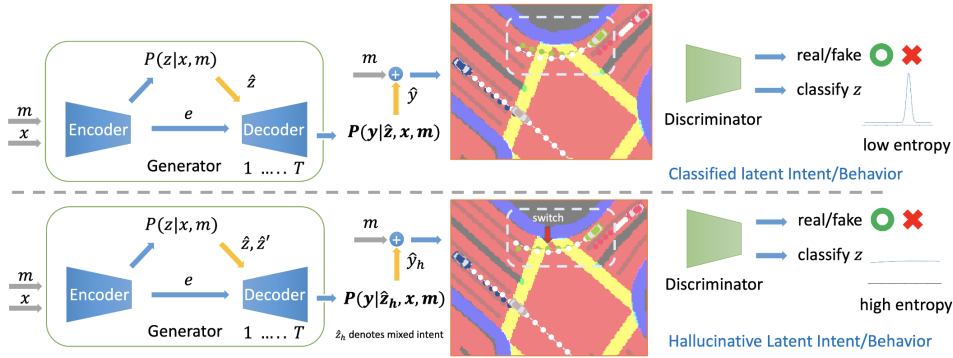 P(z|x, m)
ẑ
m
x
Encoder
e
Decoder
Generator
1 ….. T
m
+
ŷ
P(y|ẑ, x, m)
Discriminator
real/fake
classify z
low entropy
Classified latent Intent/Behavior
P(z|x, m)
ẑ, ẑ′
m
x
Encoder
e
Decoder
Generator
1 ….. T
m
+
ŷₕ
P(y|ẑₕ, x, m)
ẑₕ denotes mixed intent
switch
Discriminator
real/fake
classify z
high entropy
Hallucinative Latent Intent/Behavior